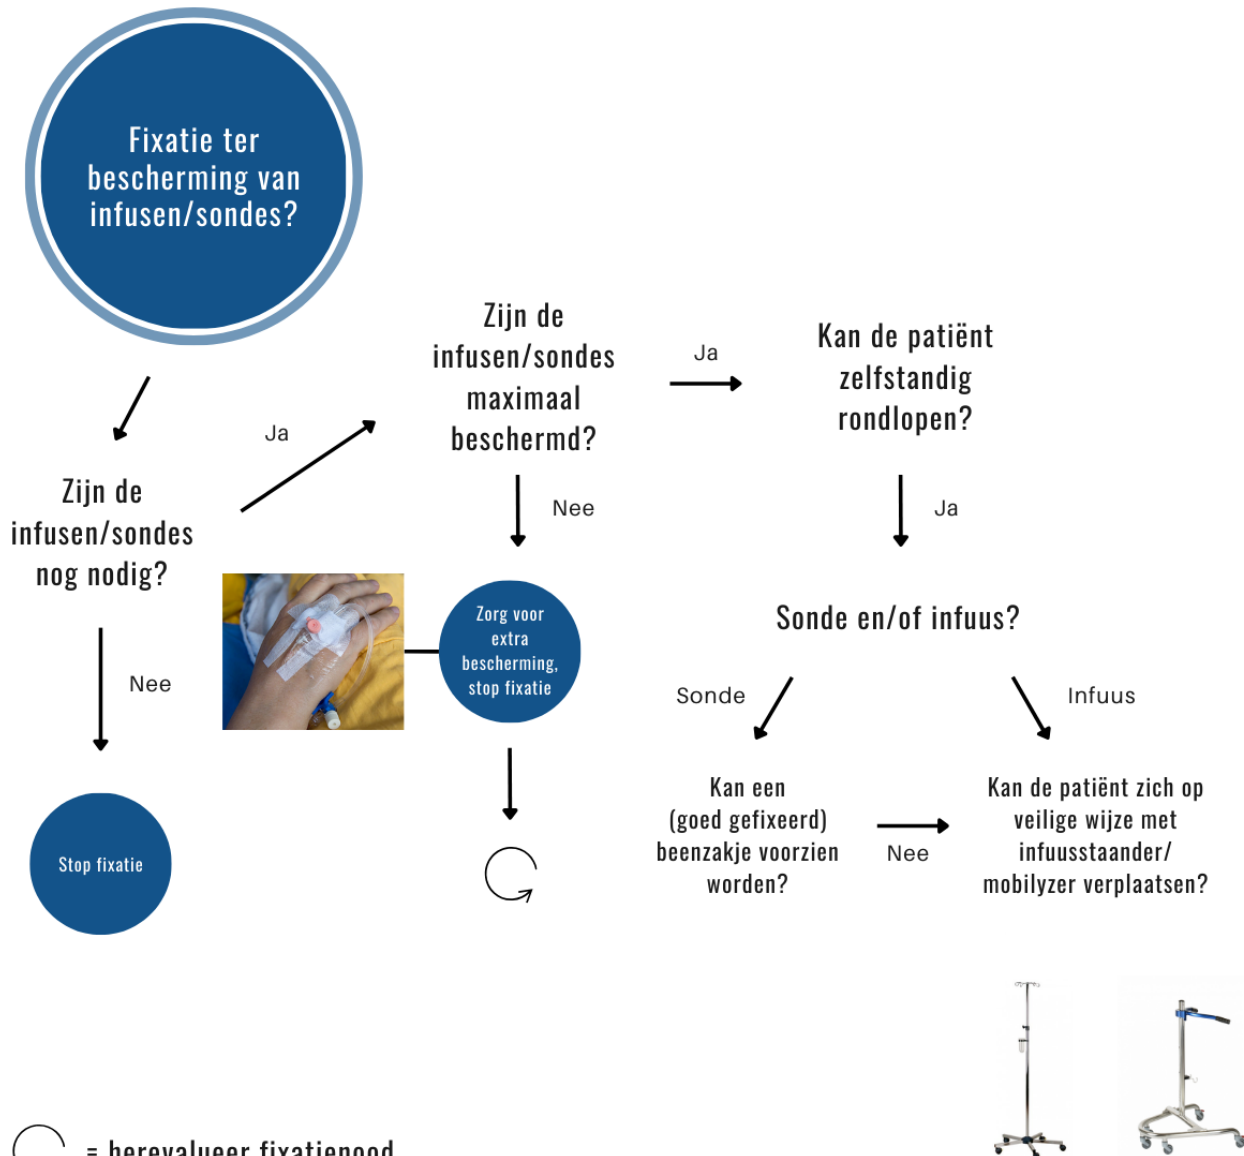 Fixatie ter
bescherming van
infusen/sondes?
Zijn de
infusen/sondes
nog nodig?
Ja
Nee
Stop fixatie
Zijn de
infusen/sondes
maximaal
beschermd?
Ja
Nee
Zorg voor
extra
bescherming,
stop fixatie
Kan de patiënt
zelfstandig
rondlopen?
Ja
Sonde en/of infuus?
Sonde
Infuus
Kan een
(goed gefixeerd)
beenzakje voorzien
worden?
Nee
Kan de patiënt zich op
veilige wijze met
infuusstaander/
mobilyzer verplaatsen?
= herevalueer fixatienood